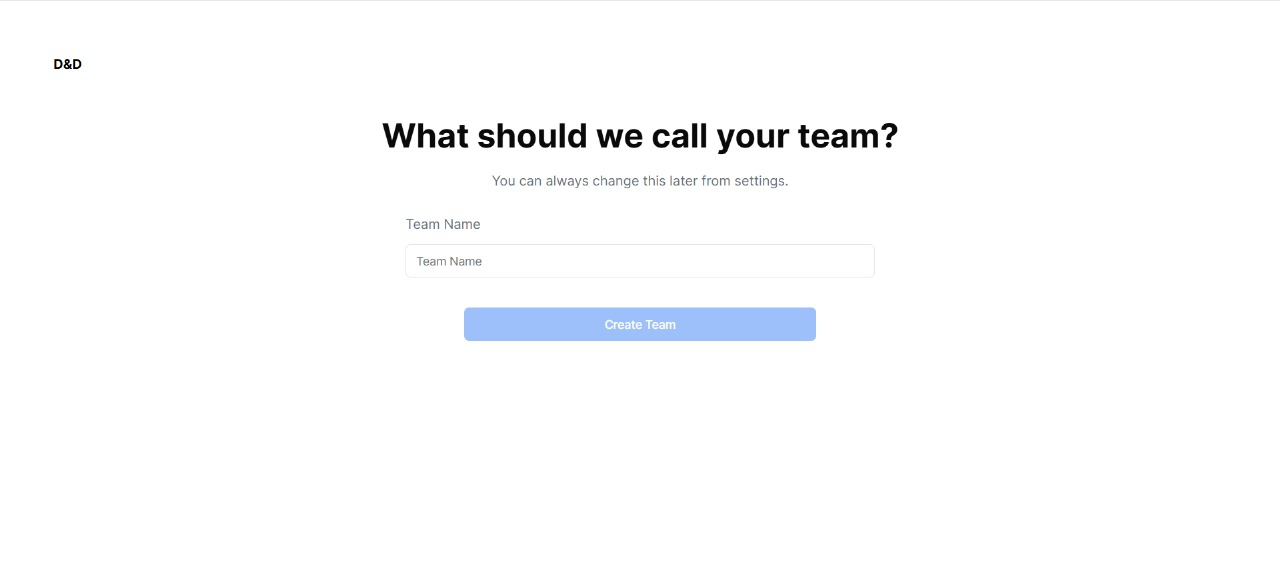 D&D
What should we call your team?
You can always change this later from settings.
Team Name
Team Name
Create Team